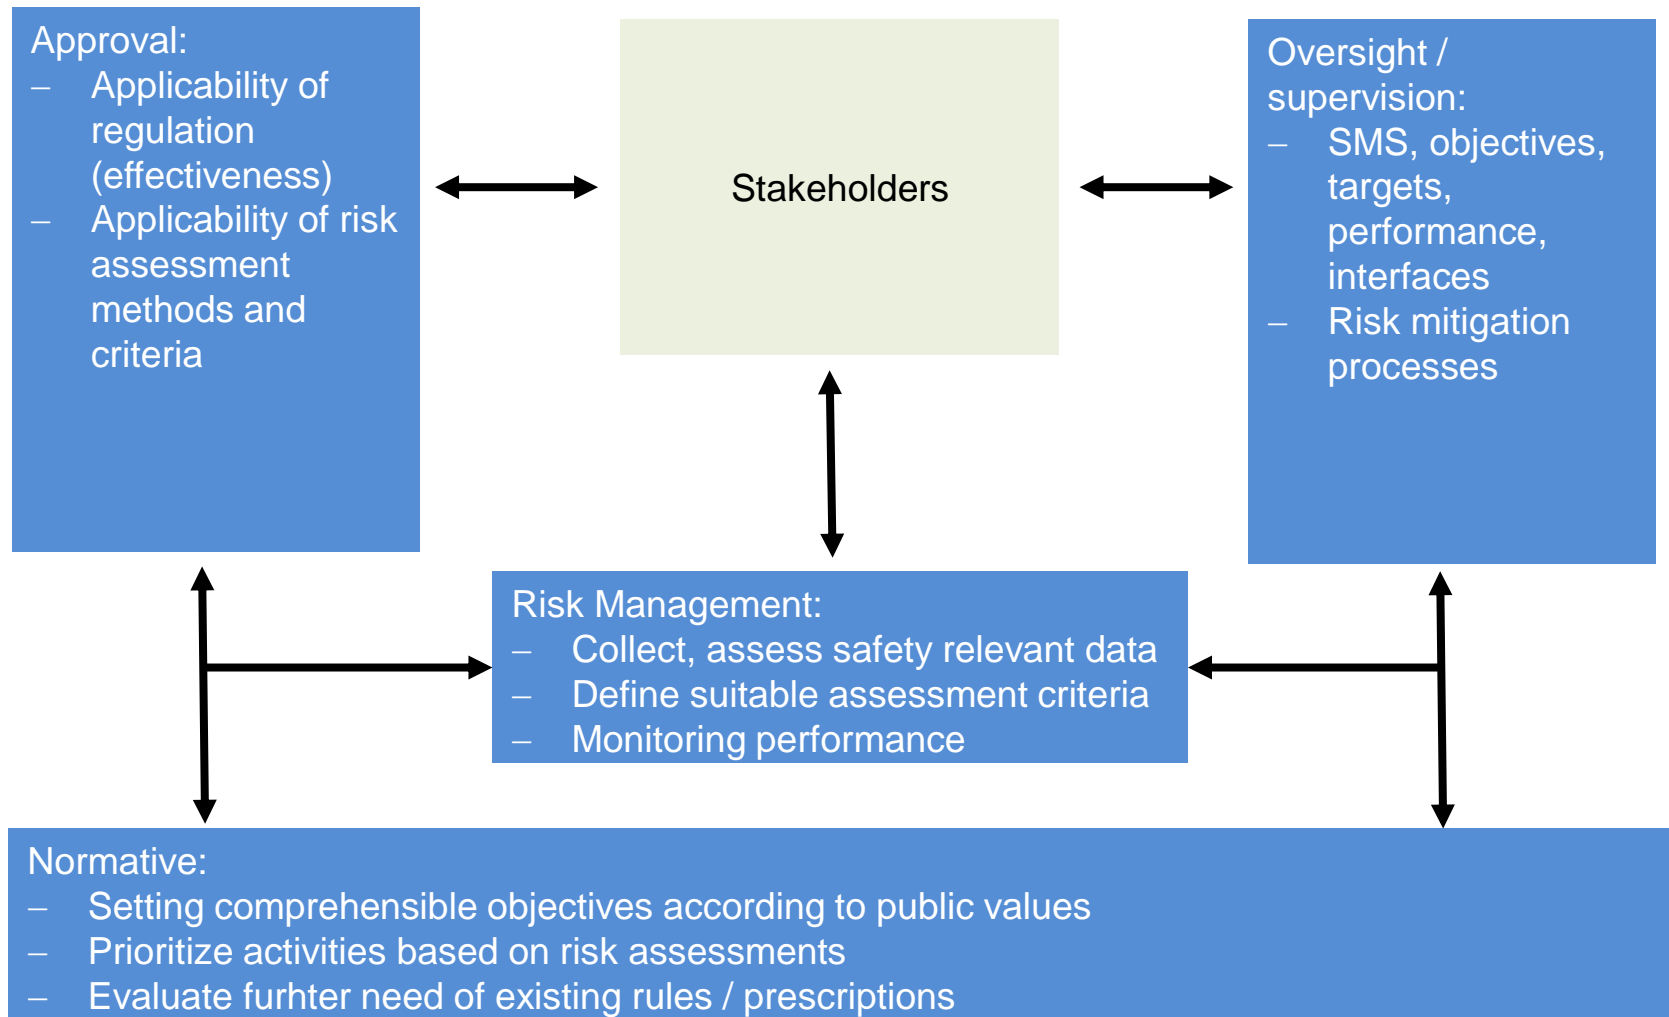 Approval:
– Applicability of
regulation
(effectiveness)
– Applicability of risk
assessment
methods and
criteria
Stakeholders
Oversight /
supervision:
– SMS, objectives,
targets,
performance,
interfaces
– Risk mitigation
processes
Risk Management:
– Collect, assess safety relevant data
– Define suitable assessment criteria
– Monitoring performance
Normative:
– Setting comprehensible objectives according to public values
– Prioritize activities based on risk assessments
– Evaluate furhter need of existing rules / prescriptions